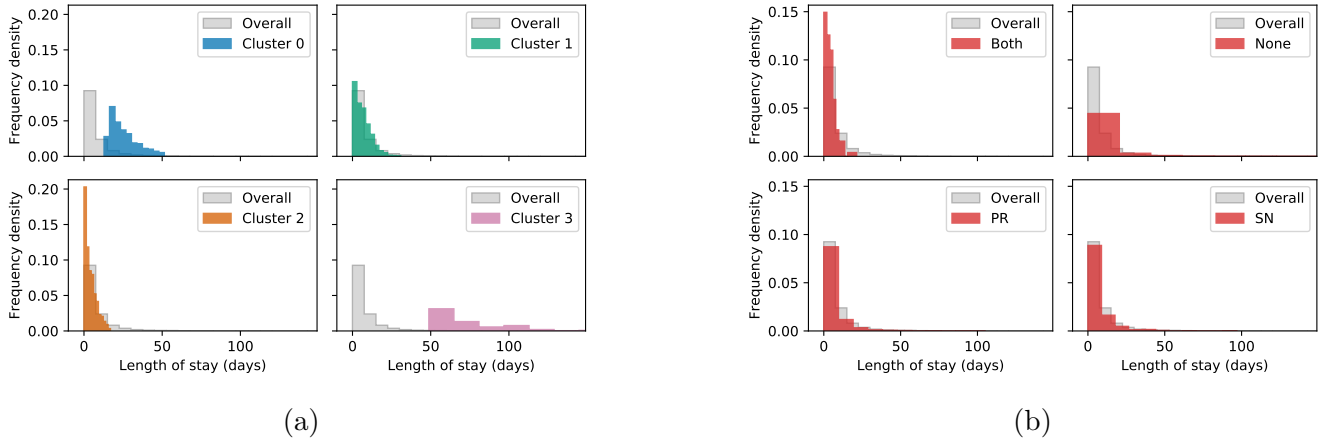 Frequency density
0.20
0.15
0.10
0.05
0.00
Overall
Cluster 0
Overall
Cluster 1
Frequency density
0.20
0.15
0.10
0.05
0.00
Overall
Cluster 2
Overall
Cluster 3
0 50 100
0 50 100
Length of stay (days)
Length of stay (days)
(a)
Frequency density
0.15
0.10
0.05
0.00
Overall
Both
Overall
None
Frequency density
0.15
0.10
0.05
0.00
Overall
PR
Overall
SN
0 50 100
0 50 100
Length of stay (days)
Length of stay (days)
(b)